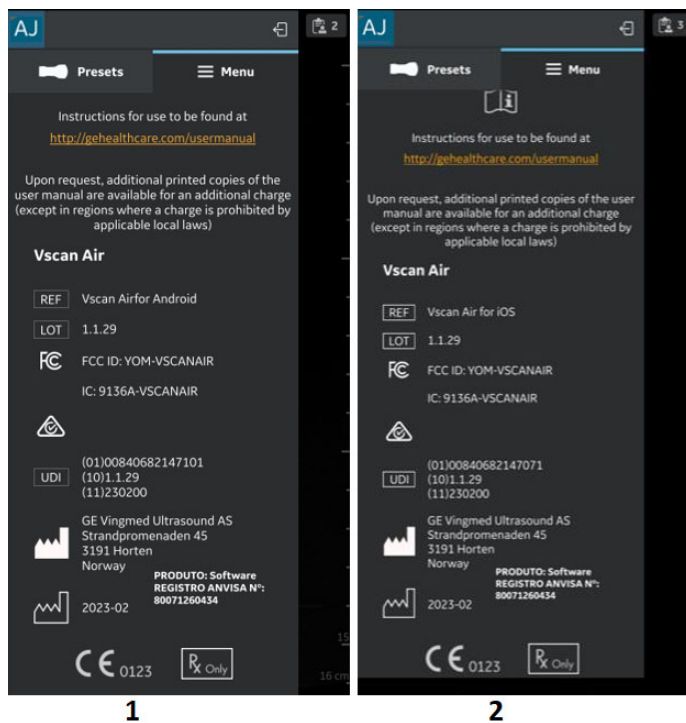 AJ
2
Presets
Menu
Instructions for use to be found at
http://gehealthcare.com/usermanual
Upon request, additional printed copies of the
user manual are available for an additional charge
(except in regions where a charge is prohibited by
applicable local laws)
Vscan Air
REF Vscan Airfor Android
LOT 1.1.29
FC FCC ID: YOM-VSCANAIR
IC: 9136A-VSCANAIR
UDI
(01)00840682147101
(10)1.1.29
(11)230200
GE Vingmed Ultrasound AS
Strandpromenaden 45
3191 Horten
Norway
PRODUTO: Software
REGISTRO ANVISA Nº:
80071260434
2023-02
CE 0123
Rx Only
15
16 cm
1
AJ
3
Presets
Menu
i
Instructions for use to be found at
http://gehealthcare.com/usermanual
Upon request, additional printed copies of the user
manual are available for an additional charge
(except in regions where a charge is prohibited by
applicable local laws)
Vscan Air
REF Vscan Air for iOS
LOT 1.1.29
FC FCC ID: YOM-VSCANAIR
IC: 9136A-VSCANAIR
UDI
(01)00840682147071
(10)1.1.29
(11)230200
GE Vingmed Ultrasound AS
Strandpromenaden 45
3191 Horten
Norway
PRODUTO: Software
REGISTRO ANVISA Nº:
80071260434
2023-02
CE 0123
Rx Only
2